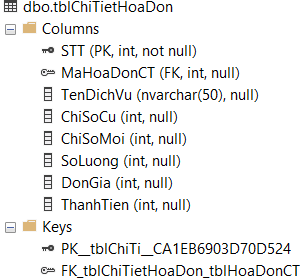 dbo.tblChiTietHoaDon
Columns
STT (PK, int, not null)
MaHoaDonCT (FK, int, null)
TenDichVu (nvarchar(50), null)
ChiSoCu (int, null)
ChiSoMoi (int, null)
SoLuong (int, null)
DonGia (int, null)
ThanhTien (int, null)
Keys
PK__tblChiTi__CA1EB6903D70D524
FK_tblChiTietHoaDon_tblHoaDonCT